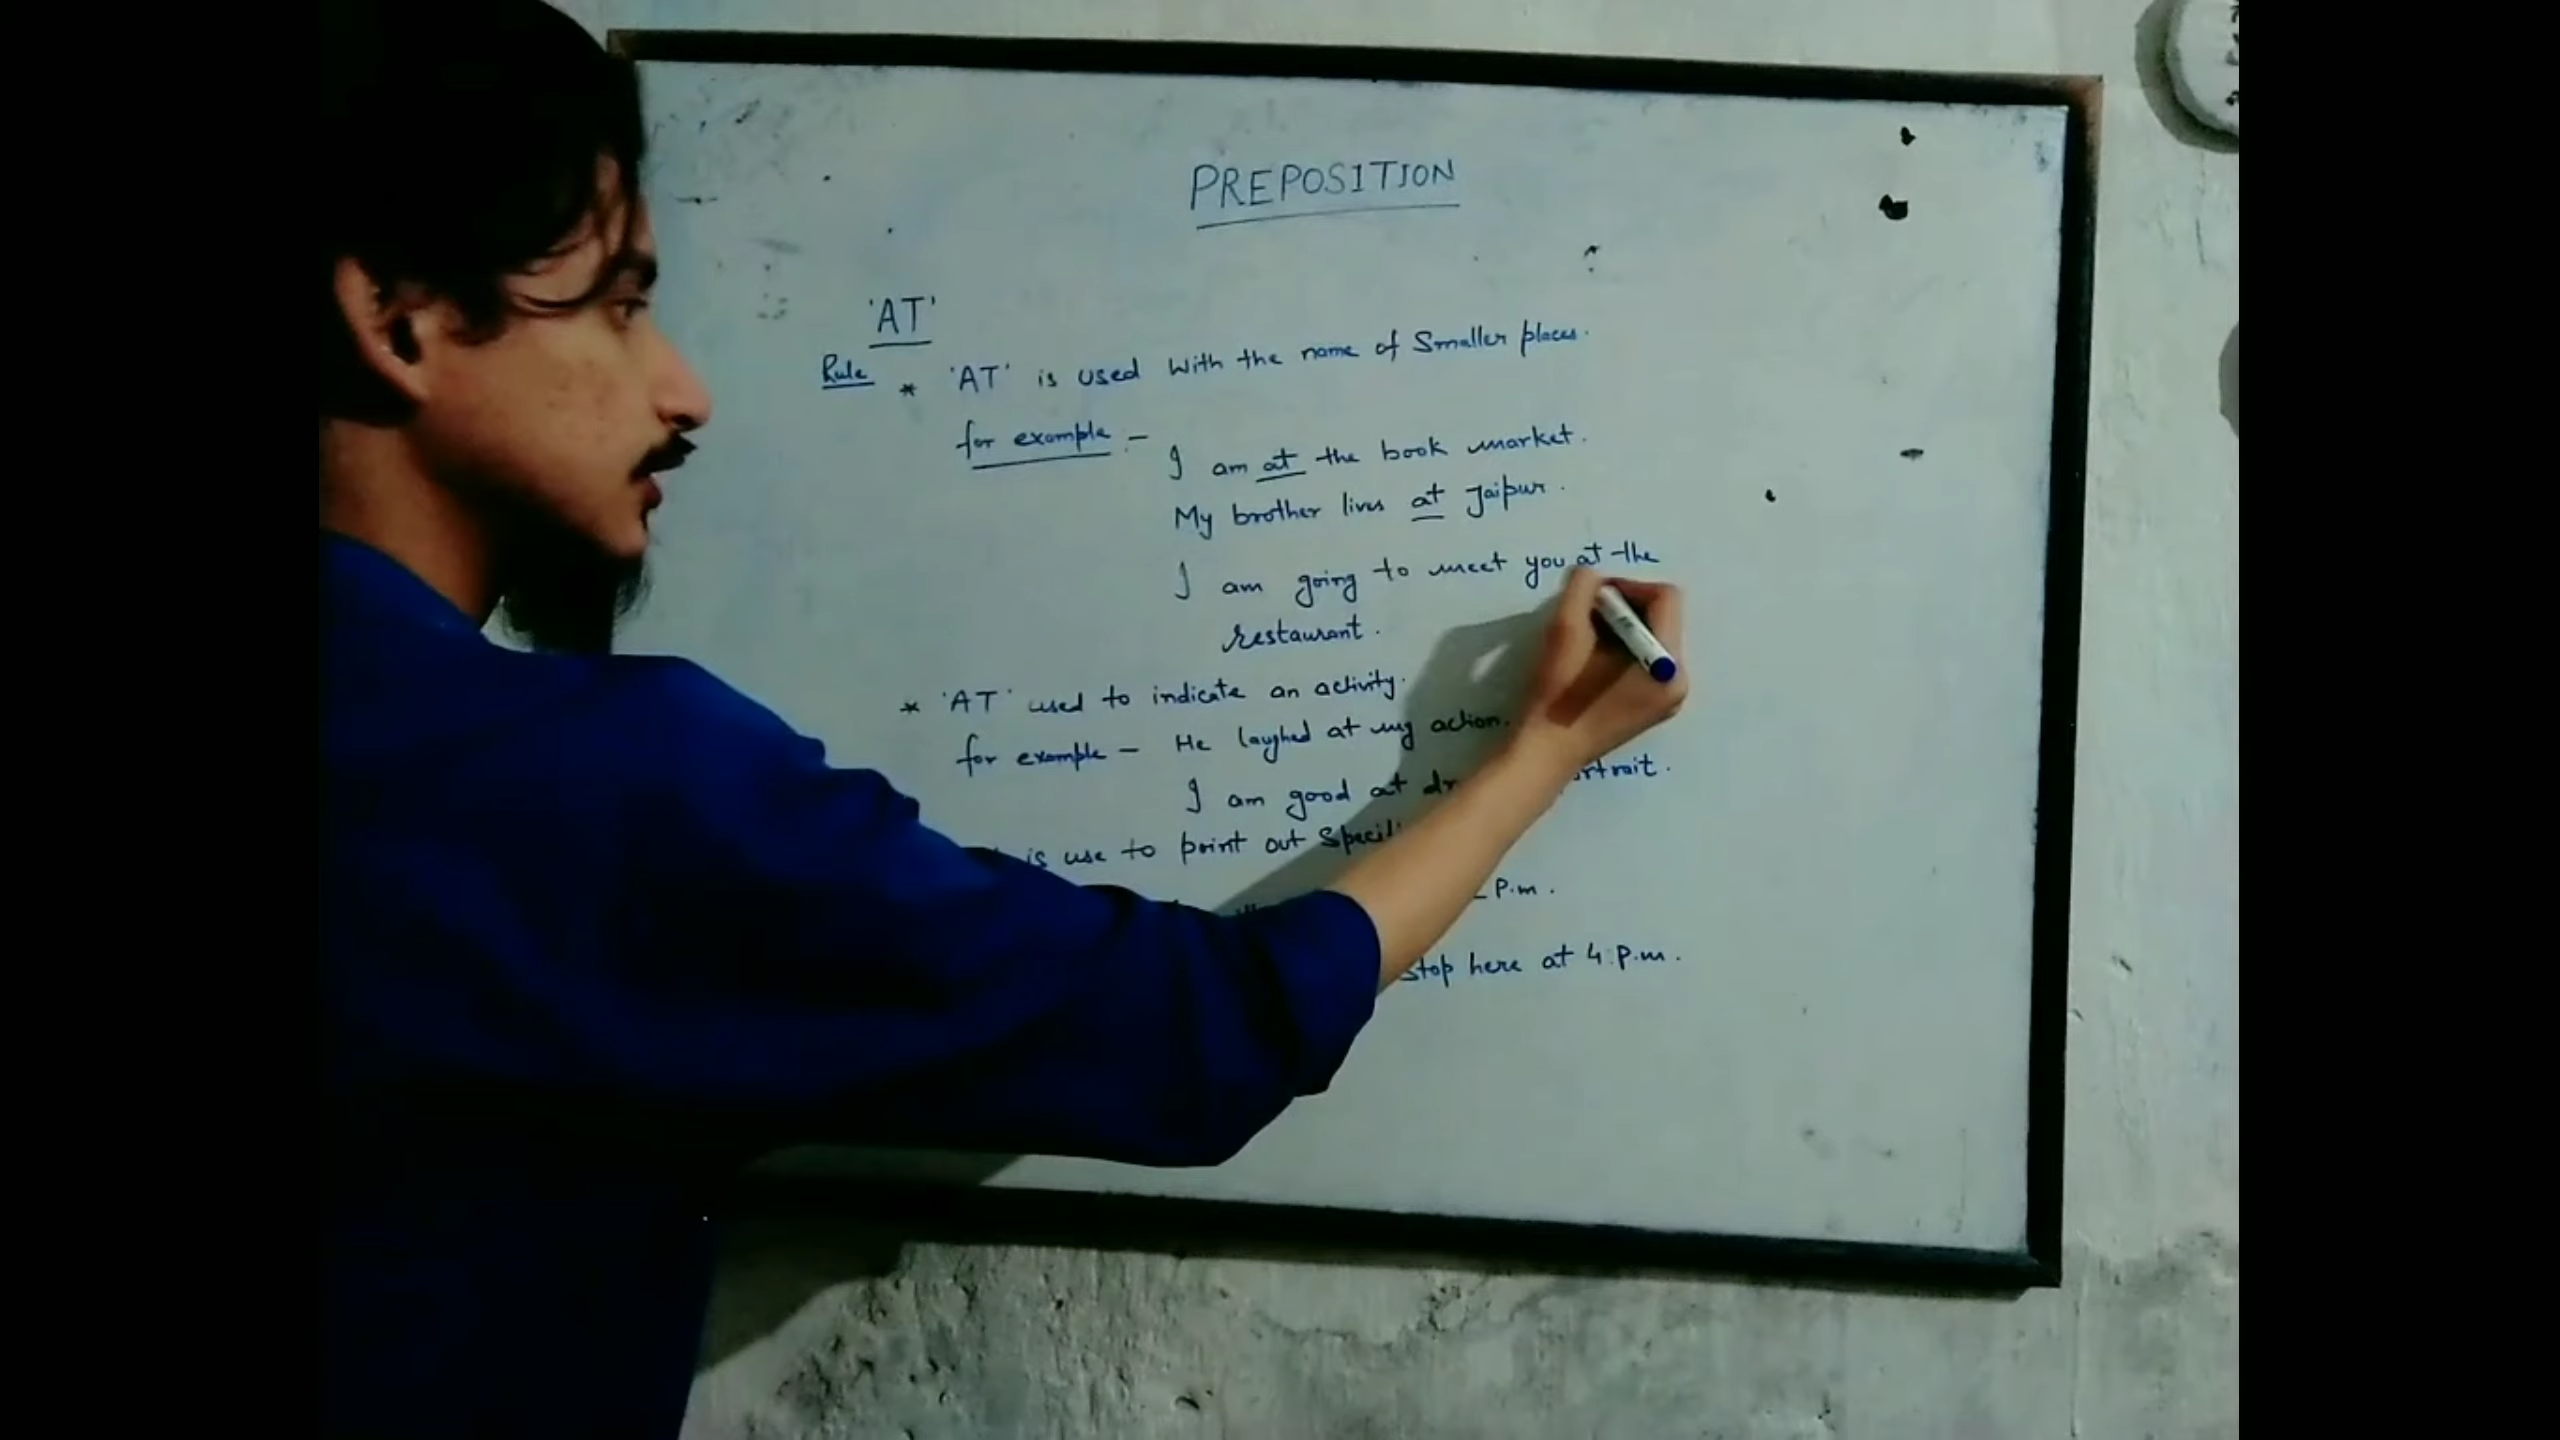 PREPOSITION
'AT'
Rule * 'AT' is used with the name of Smaller places.
for example :- I am at the book market.
My brother lives at Jaipur.
I am going to meet you at the
restaurant.
* 'AT' used to indicate an activity.
for example - He laughed at my action.
I am good at
is use to point out
P.m.
stop here at 4 p.m.